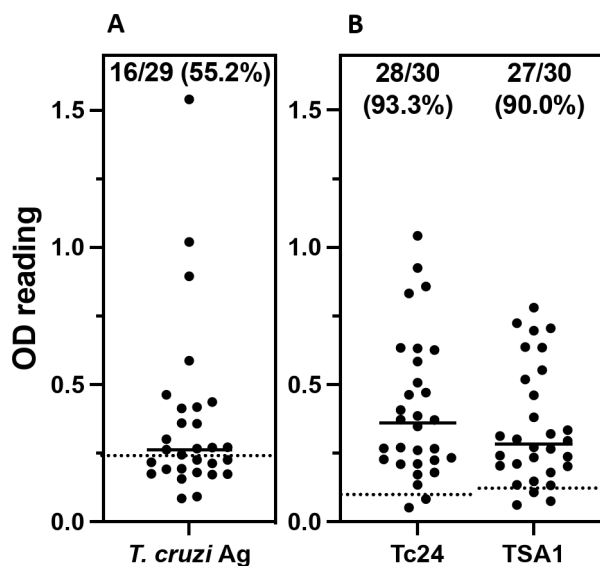 A
B
16/29 (55.2%)
28/30
(93.3%)
27/30
(90.0%)
OD reading
1.5
1.0
0.5
0.0
1.5
1.0
0.5
0.0
T. cruzi Ag
Tc24
TSA1